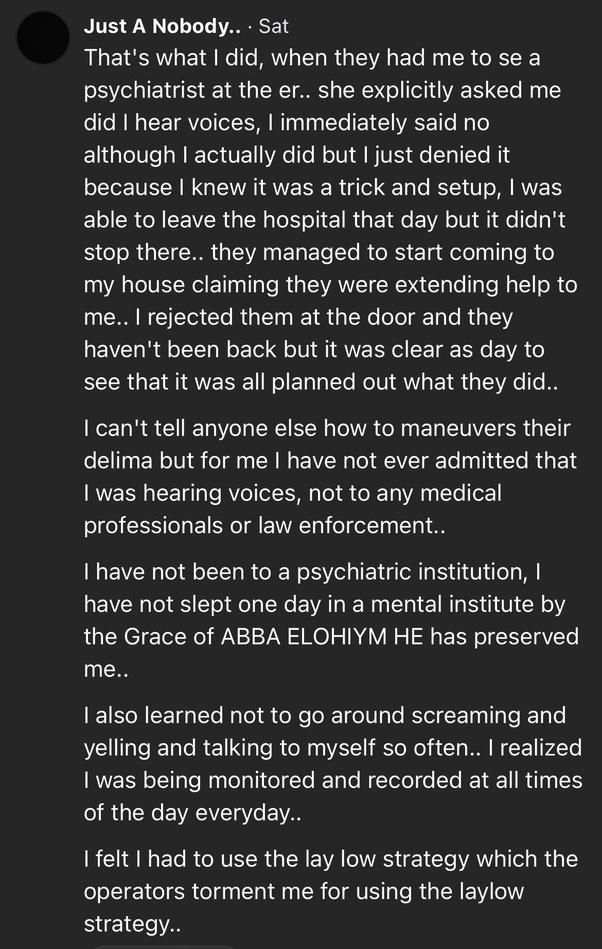 Just A Nobody.. · Sat
That's what I did, when they had me to se a
psychiatrist at the er.. she explicitly asked me
did I hear voices, I immediately said no
although I actually did but I just denied it
because I knew it was a trick and setup, I was
able to leave the hospital that day but it didn't
stop there.. they managed to start coming to
my house claiming they were extending help to
me.. I rejected them at the door and they
haven't been back but it was clear as day to
see that it was all planned out what they did..
I can't tell anyone else how to maneuvers their
delima but for me I have not ever admitted that
I was hearing voices, not to any medical
professionals or law enforcement..
I have not been to a psychiatric institution, I
have not slept one day in a mental institute by
the Grace of ABBA ELOHIYM HE has preserved
me..
I also learned not to go around screaming and
yelling and talking to myself so often.. I realized
I was being monitored and recorded at all times
of the day everyday..
I felt I had to use the lay low strategy which the
operators torment me for using the laylow
strategy..